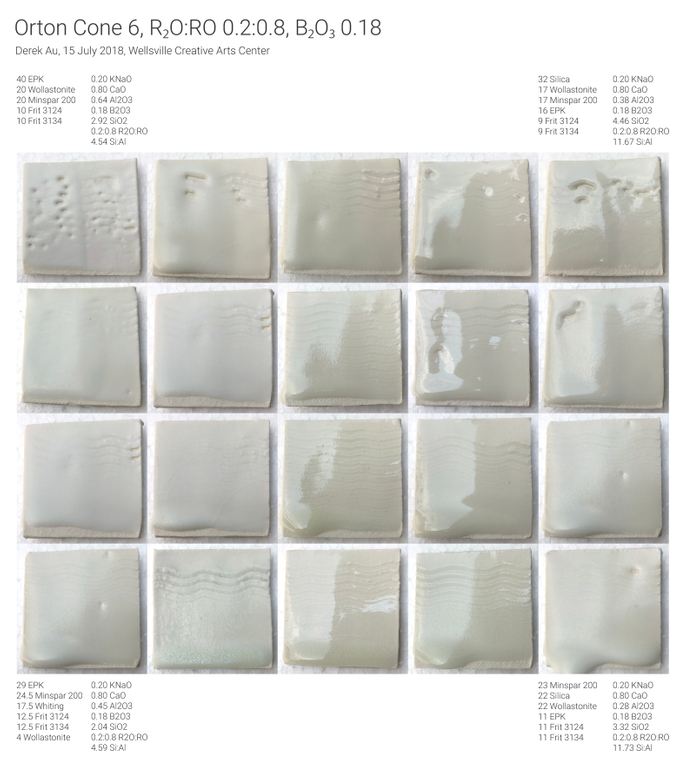 Orton Cone 6, R₂O:RO 0.2:0.8, B₂O₃ 0.18
Derek Au, 15 July 2018, Wellsville Creative Arts Center
40 EPK 0.20 KNaO
20 Wollastonite 0.80 CaO
20 Minspar 200 0.64 Al2O3
10 Frit 3124 0.18 B2O3
10 Frit 3134 2.92 SiO2
0.2:0.8 R2O:RO
4.54 Si:Al
32 Silica 0.20 KNaO
17 Wollastonite 0.80 CaO
17 Minspar 200 0.38 Al2O3
16 EPK 0.18 B2O3
9 Frit 3124 4.46 SiO2
9 Frit 3134 0.2:0.8 R2O:RO
11.67 Si:Al
29 EPK 0.20 KNaO
24.5 Minspar 200 0.80 CaO
17.5 Whiting 0.45 Al2O3
12.5 Frit 3124 0.18 B2O3
12.5 Frit 3134 2.04 SiO2
4 Wollastonite 0.2:0.8 R2O:RO
4.59 Si:Al
23 Minspar 200 0.20 KNaO
22 Silica 0.80 CaO
22 Wollastonite 0.28 Al2O3
11 EPK 0.18 B2O3
11 Frit 3124 3.32 SiO2
11 Frit 3134 0.2:0.8 R2O:RO
11.73 Si:Al